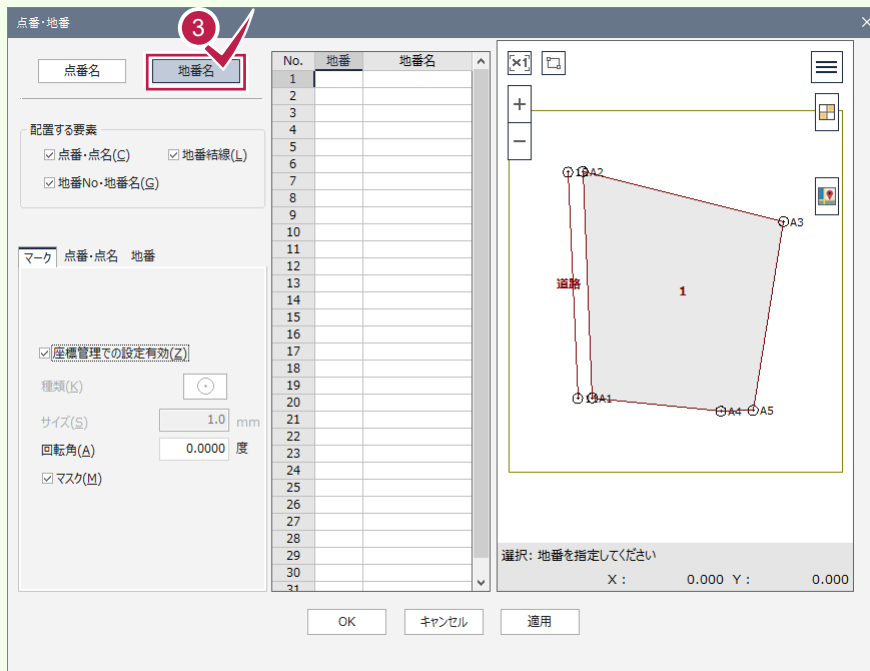 点番・地番
3
点番名
地番名
配置する要素
点番・点名(C)
地番結線(L)
地番No・地番名(G)
マーク
点番・点名
地番
座標管理での設定有効(Z)
種類(K)
サイズ(S)
1.0 mm
回転角(A)
0.0000 度
マスク(M)
No. 地番 地番名
1
2
3
4
5
6
7
8
9
10
11
12
13
14
15
16
17
18
19
20
21
22
23
24
25
26
27
28
29
30
31
×1
A2
A3
道路
1
A1
A4
A5
選択: 地番を指定してください
X : 0.000 Y : 0.000
OK
キャンセル
適用